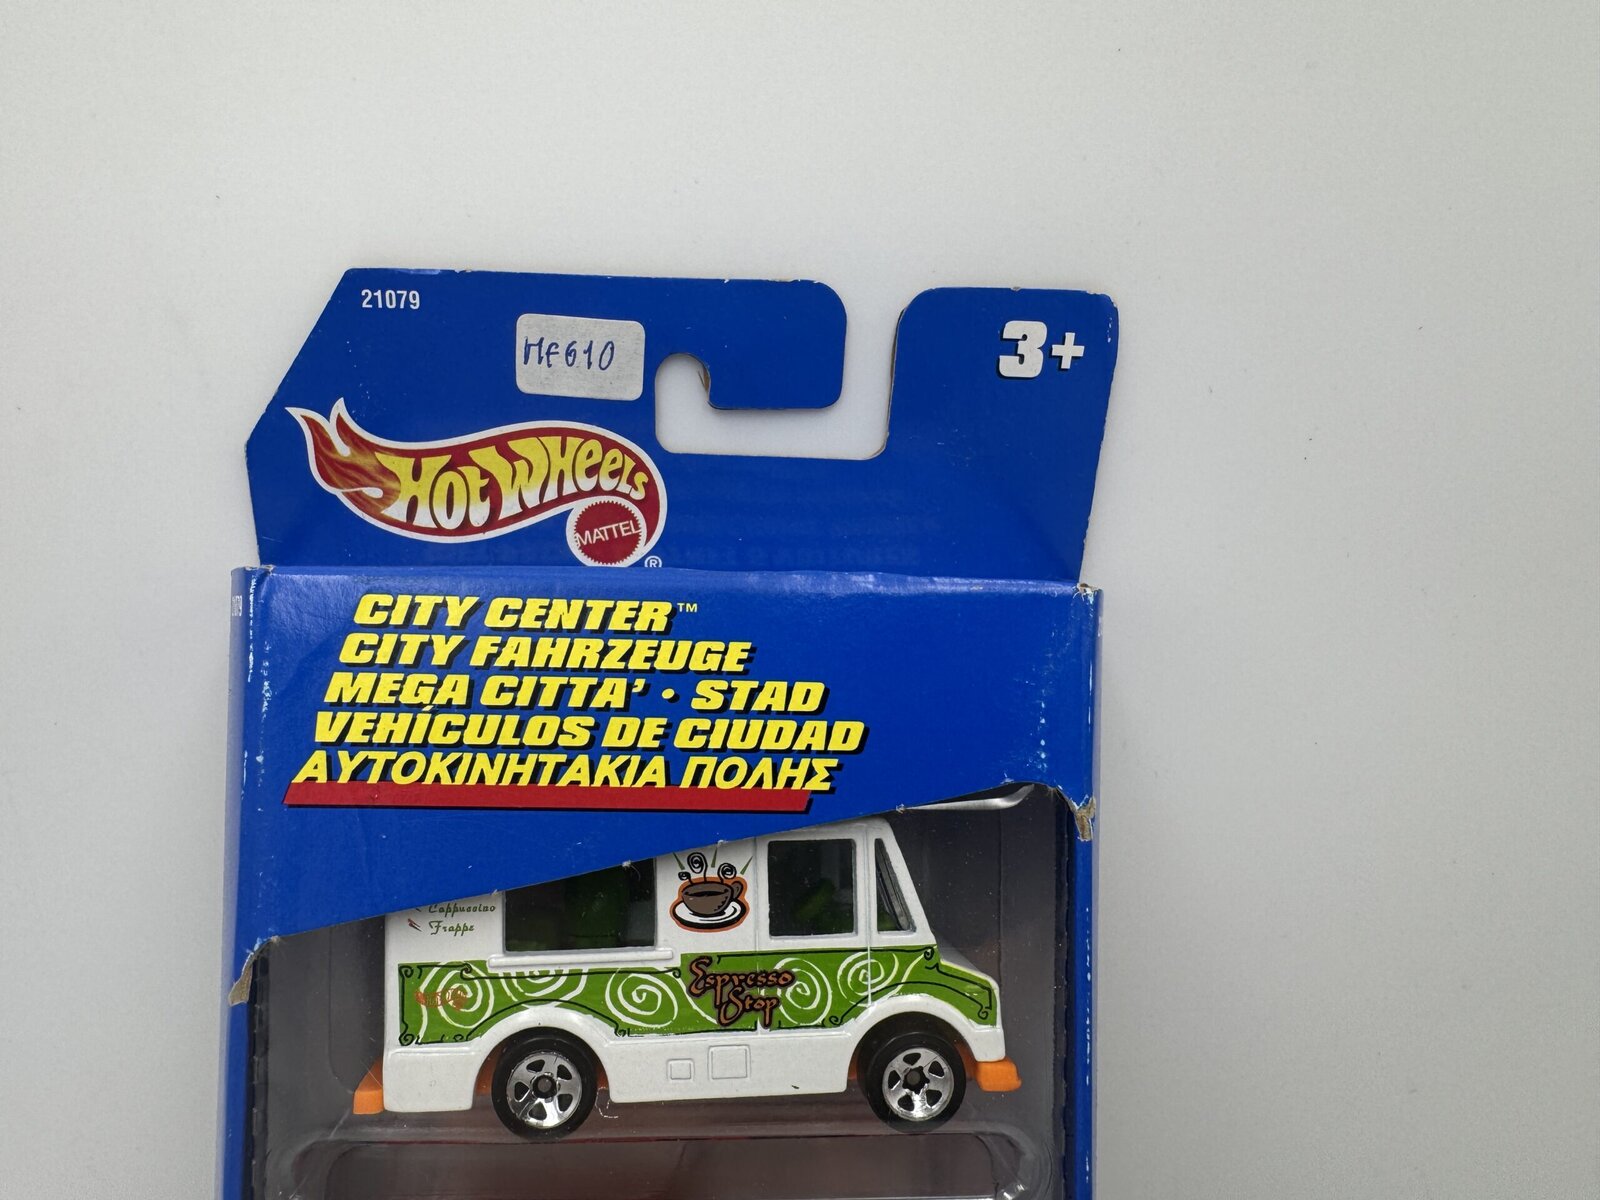 21079
3+
HF610
HOT WHEELS
MATTEL
®
CITY CENTER™
CITY FAHRZEUGE
MEGA CITTA' • STAD
VEHÍCULOS DE CIUDAD
ΑΥΤΟΚΙΝΗΤΑΚΙΑ ΠΟΛΗΣ
Cappuccino
Frappe
Espresso
Stop